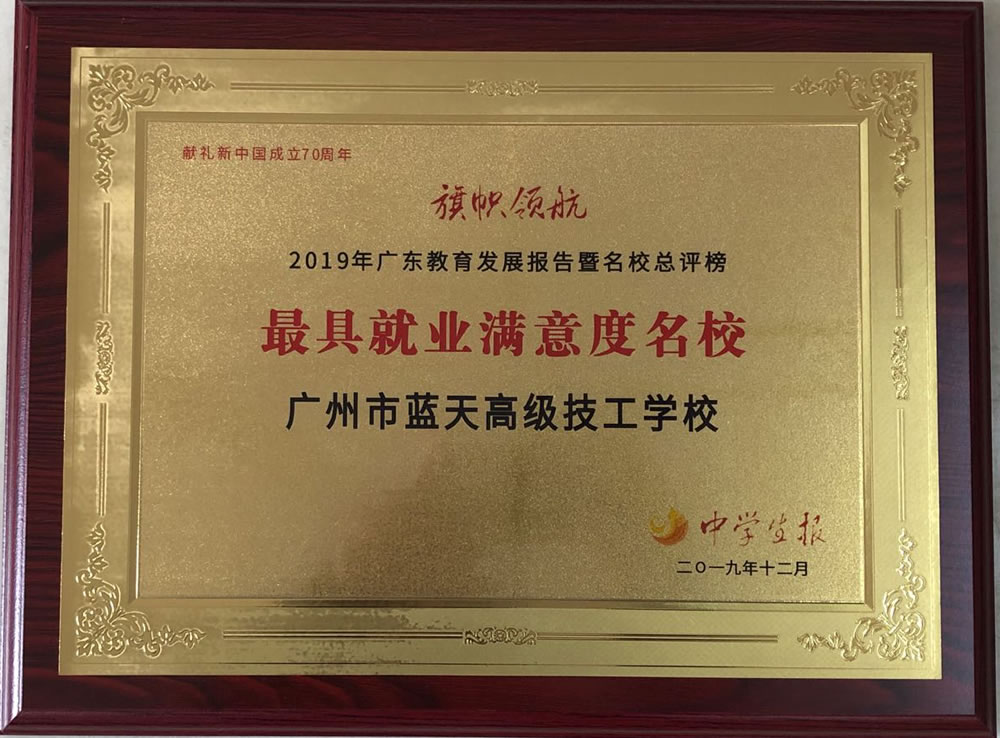 献礼新中国成立70周年
旗帜领航
2019年广东教育发展报告暨名校总评榜
最具就业满意度名校
广州市蓝天高级技工学校
中学生报
二〇一九年十二月